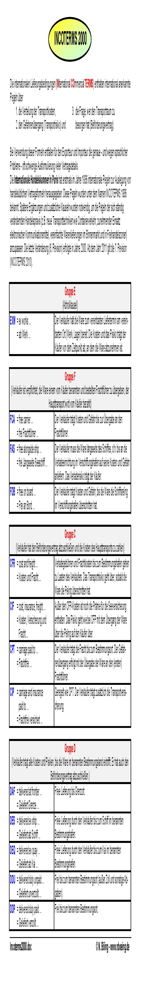 INCOTERMS 2000
Die internationalen Lieferungsbedingungen (INternational COmmercial TERMS) enthalten international anerkannte
Regeln über
1. die Verteilung der Transportkosten,
2. den Gefahrenübergang (Transportrisiko) und
3. die Frage, wer den Transportraum zu
besorgen hat (Beförderungsvertrag).
Bei Verwendung dieser Formeln entfallen für den Exporteur und Importeur die genaue - und wegen sprachlicher
Probleme - oft schwierige Ausformulierung vieler Vertragsdetails.
Die Internationale Handelskammer in Paris hat erstmals im Jahre 1936 internationale Regeln zur Auslegung von
handelsüblichen Vertragsformeln herausgegeben. Diese Regeln wurden unter dem Namen INCOTERMS 1936
bekannt. Spätere Ergänzungen und zusätzliche Klauseln wurden notwendig, um die Regeln der sich ständig
verändernden Handelspraxis (z.B. neue Transporttechniken wie Containerverkehr, zunehmender Einsatz
elektronischer Kommunikationsmittel, vereinfachte Warenlieferungen im Binnenmarkt und in Freihandelszonen)
anzupassen. Die letzte Veränderung (6. Revision) erfolgte in Jahre 2000. Ab dem Jahr 2011 gilt die 7. Revision
(INCOTERMS 2010).
Gruppe E
(Abholklausel)
EXW = ex works ...
= ab Werk ...
Der Verkäufer hält die Ware zum vereinbarten Liefertermin am verein-
barten Ort (Werk, Lager) bereit. Die Kosten und das Risiko trägt der
Käufer von dem Zeitpunkt ab, an dem die Ware abzunehmen ist.
Gruppe F
(Verkäufer ist verpflichtet, die Ware einem vom Käufer benannten und bestellten Frachtführer zu übergeben, der
Haupttransport wird vom Käufer bezahlt)
FCA = free carrier ...
= frei Frachtführer ...
Der Verkäufer trägt Kosten und Gefahr bis zur Übergabe an den
Frachtführer.
FAS = free alongside ship ...
= frei Längsseite Seeschiff ...
Der Verkäufer muss die Ware längsseits des Schiffes, d.h. bis an die
Verladeeinrichtung im Verschiffungshafen auf seine Kosten und Gefahr
anliefern. Das Verladerisiko trägt der Käufer.
FOB = free on board ...
= Frei an Bord ...
Der Verkäufer trägt Kosten und Gefahr, bis die Ware die Schiffsreling
im Verschiffungshafen überschritten hat.
Gruppe C
(Verkäufer hat den Beförderungsvertrag abzuschließen und die Kosten des Haupttransports zu zahlen)
CFR = cost and freight ...
= Kosten und Fracht ...
Verladegebühren und Frachtkosten bis zum Bestimmungshafen gehen
zu Lasten des Verkäufers. Das Transportrisiko geht über, sobald die
Ware die Reling überschritten hat.
CIF = cost, insurance, freight ...
= Kosten, Versicherung und
Fracht ...
Außer den CFR-Kosten ist noch die Prämie für die Seeversicherung
enthalten. Das Risiko geht wie bei CFR mit dem Übergang der Ware
über die Reling auf den Käufer über.
CPT = carriage paid to ...
= Frachtfrei ...
Der Verkäufer trägt die Fracht bis zum Bestimmungsort. Der Gefah-
renübergang erfolgt mit der Übergabe der Ware an den (ersten)
Frachtführer.
CIP = carriage and insurance
paid to ...
= Frachtfrei versichert ...
Geregelt wie CPT. Der Verkäufer trägt zusätzlich die Transportversi-
cherung.
Gruppe D
(Verkäufer trägt alle Kosten und Risiken, bis die Ware im benannten Bestimmungsland eintrifft. Er hat auch den
Beförderungsvertrag abzuschließen.)
DAF = delivered at frontier ...
= Geliefert Grenze ...
Freie Lieferung bis Grenzort.
DES = delivered ex ship ...
= Geliefert ab Schiff ...
Freie Lieferung durch den Verkäufer bis zum Schiff im benannten
Bestimmungshafen.
DEQ = delivered ex quay ...
= Geliefert ab Kai ...
Freie Lieferung durch den Verkäufer bis zum Kai im benannten
Bestimmungshafen.
DDU = delivered duty unpaid ...
= Geliefert unverzollt ...
Frei bis zum benannten Bestimmungsort (außer Zoll und sonstige Ab-
gaben).
DDP = delivered duty paid ...
= Geliefert verzollt ...
Frei bis zum benannten Bestimmungsort.
Incoterms2000.doc
© N. Böing - www.nboeing.de